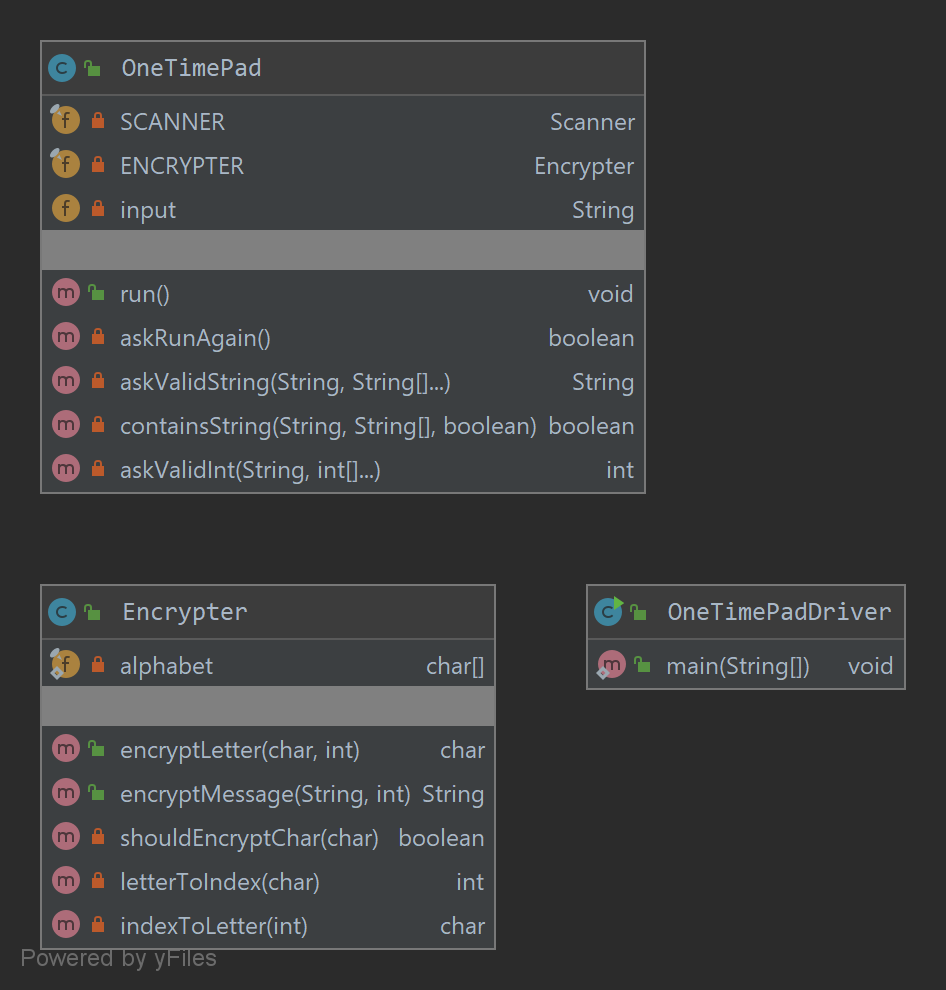 OneTimePad
SCANNER Scanner
ENCRYPTER Encrypter
input String
run() void
askRunAgain() boolean
askValidString(String, String[]...) String
containsString(String, String[], boolean) boolean
askValidInt(String, int[]...) int
Encrypter
alphabet char[]
encryptLetter(char, int) char
encryptMessage(String, int) String
shouldEncryptChar(char) boolean
letterToIndex(char) int
indexToLetter(int) char
OneTimePadDriver
main(String[]) void
Powered by yFiles